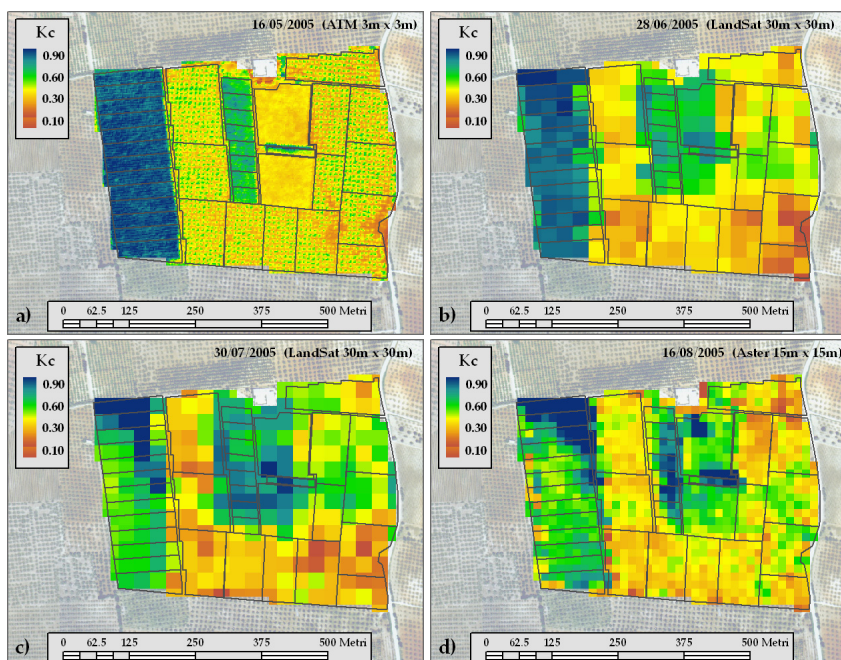 16/05/2005 (ATM 3m x 3m)
Kc
0.90
0.60
0.30
0.10
0 62.5 125 250 375 500 Metri
a)
28/06/2005 (LandSat 30m x 30m)
Kc
0.90
0.60
0.30
0.10
0 62.5 125 250 375 500 Metri
b)
30/07/2005 (LandSat 30m x 30m)
Kc
0.90
0.60
0.30
0.10
0 62.5 125 250 375 500 Metri
c)
16/08/2005 (Aster 15m x 15m)
Kc
0.90
0.60
0.30
0.10
0 62.5 125 250 375 500 Metri
d)